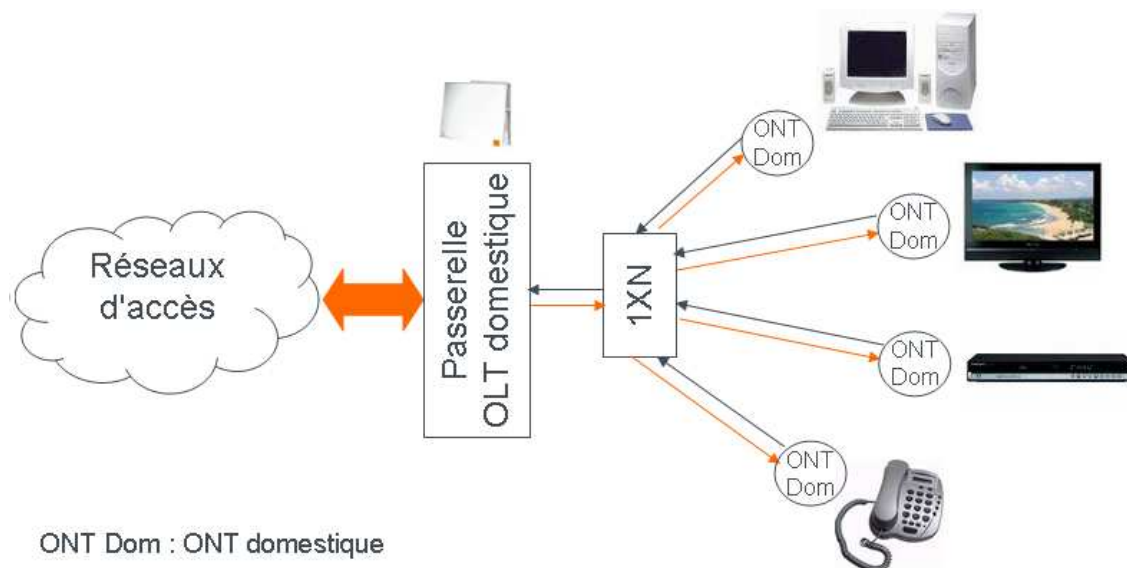 Réseaux
d'accès
Passerelle
OLT domestique
1XN
ONT
Dom
ONT
Dom
ONT
Dom
ONT
Dom
ONT Dom : ONT domestique